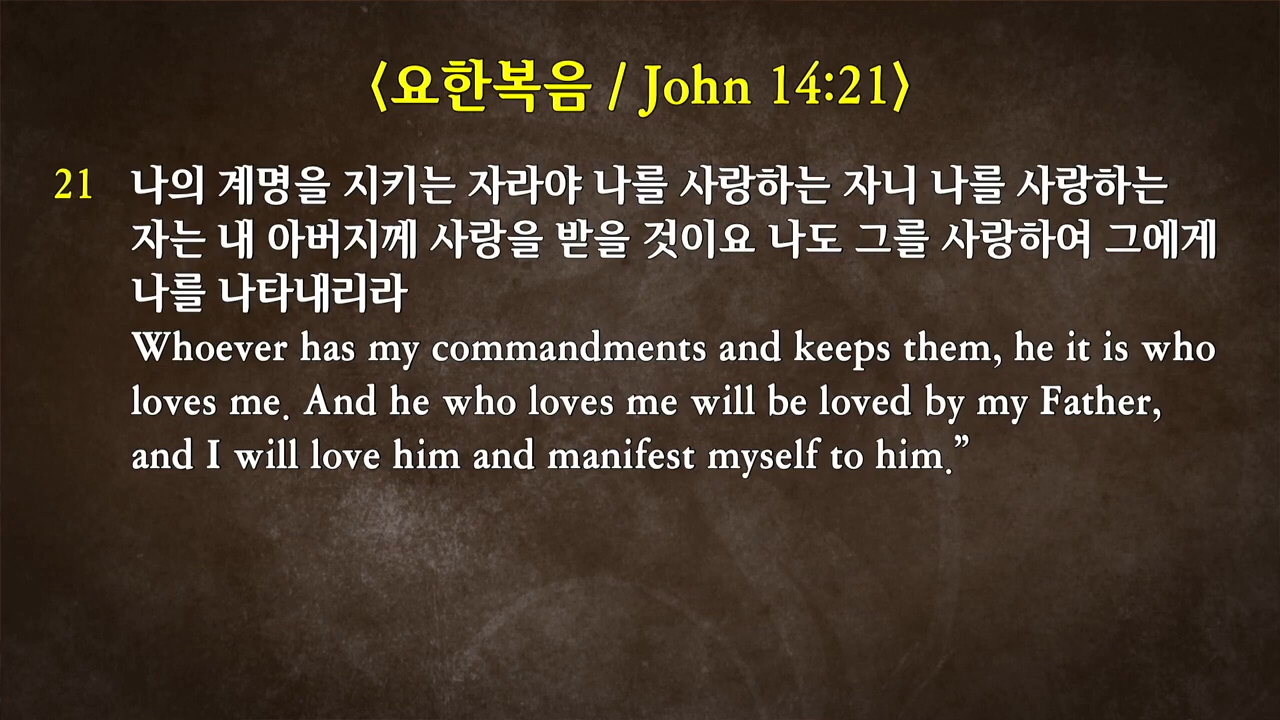 〈요한복음 / John 14:21〉
21 나의 계명을 지키는 자라야 나를 사랑하는 자니 나를 사랑하는
자는 내 아버지께 사랑을 받을 것이요 나도 그를 사랑하여 그에게
나를 나타내리라
Whoever has my commandments and keeps them, he it is who
loves me. And he who loves me will be loved by my Father,
and I will love him and manifest myself to him.”